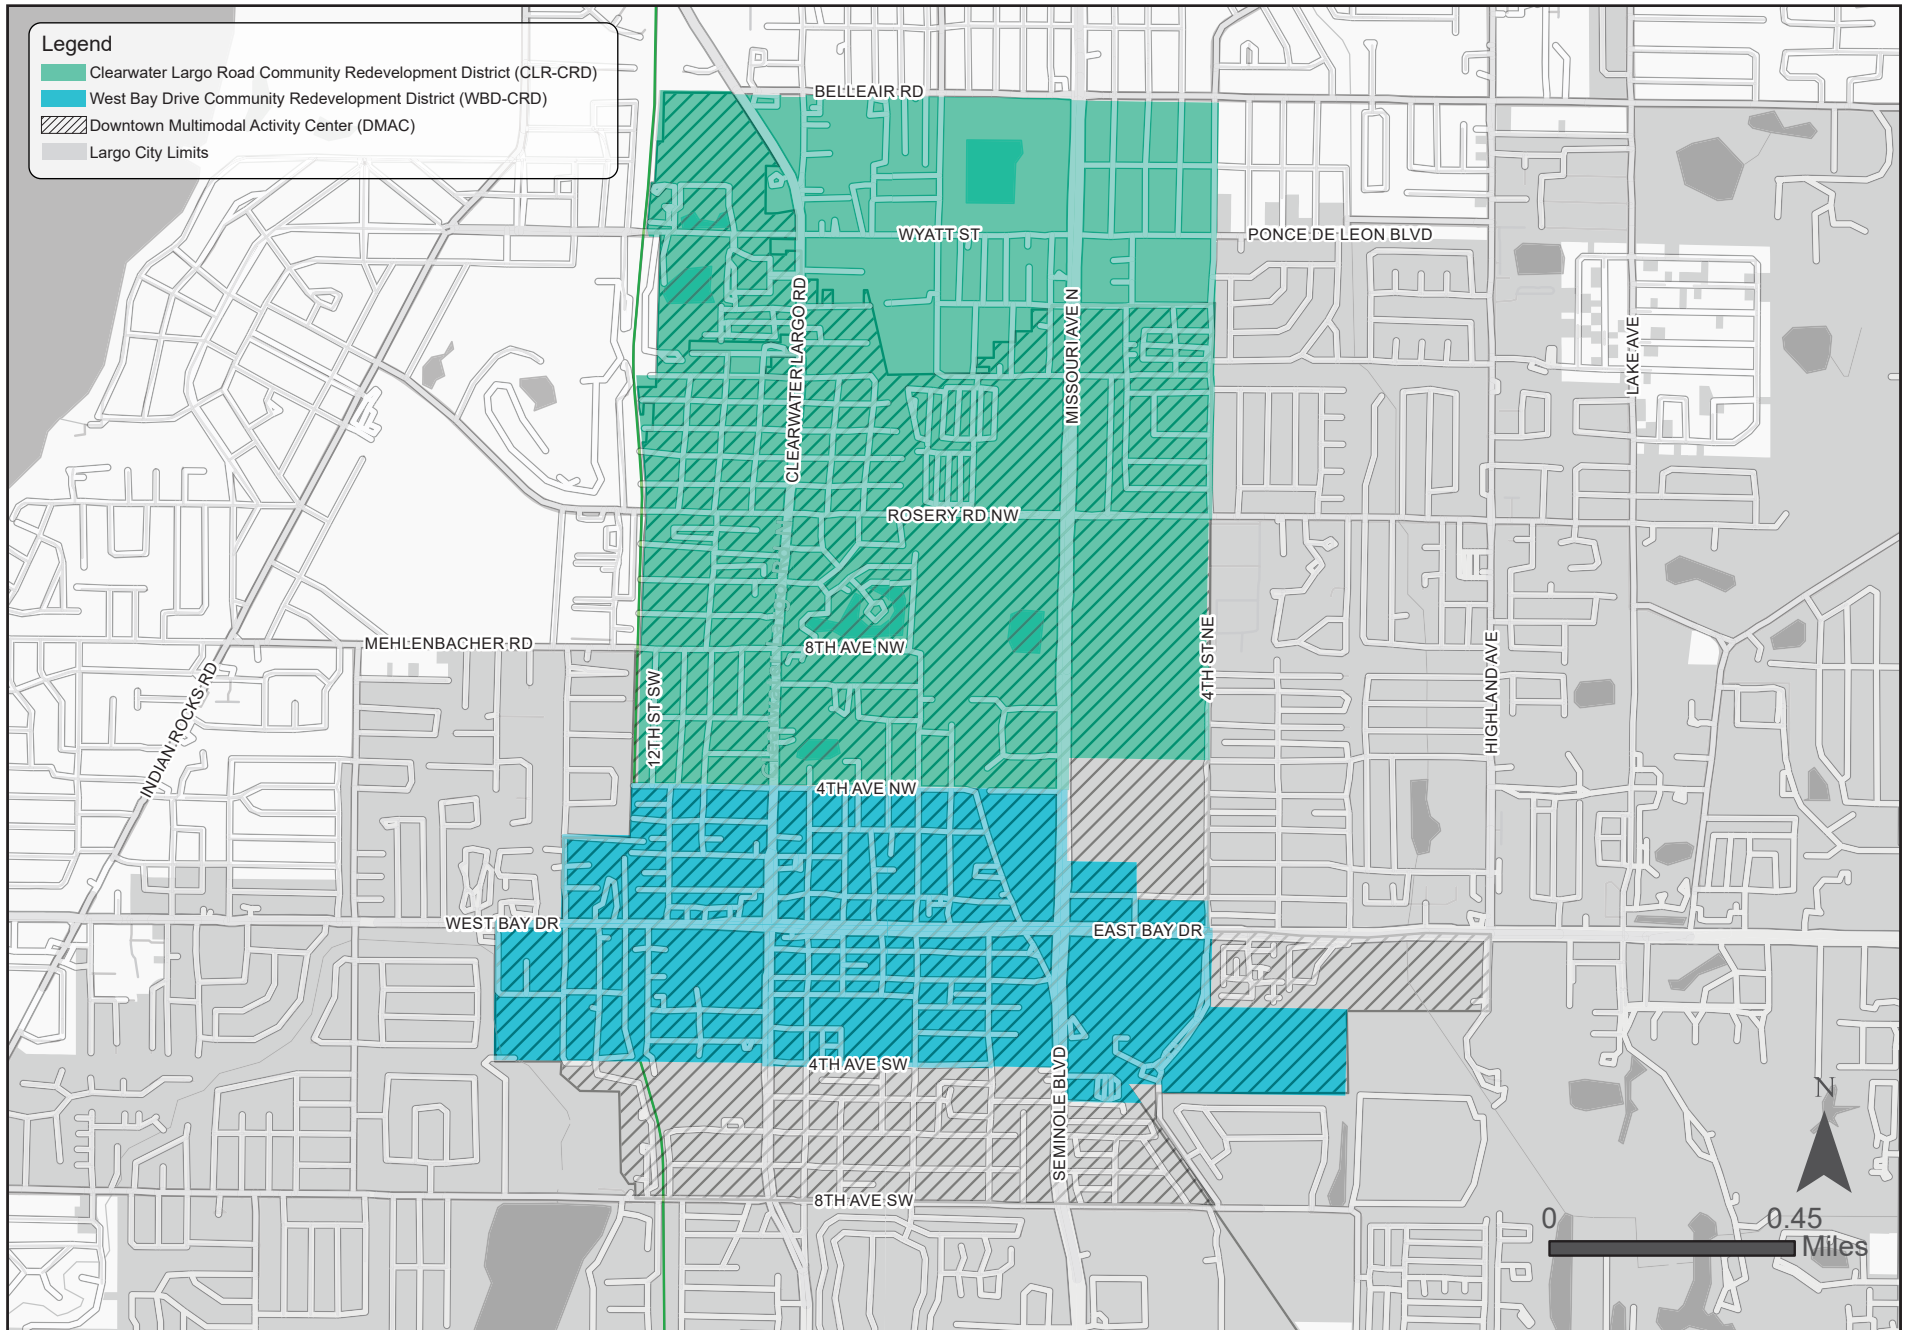 Legend
Clearwater Largo Road Community Redevelopment District (CLR-CRD)
West Bay Drive Community Redevelopment District (WBD-CRD)
Downtown Multimodal Activity Center (DMAC)
Largo City Limits
BELLEAIR RD
WYATT ST
PONCE DE LEON BLVD
CLEARWATER LARGO RD
MISSOURI AVE N
LAKE AVE
ROSERY RD NW
MEHLENBACHER RD
8TH AVE NW
4TH ST NE
HIGHLAND AVE
INDIAN ROCKS RD
12TH ST SW
4TH AVE NW
WEST BAY DR
EAST BAY DR
4TH AVE SW
SEMINOLE BLVD
8TH AVE SW
N
0 0.45
Miles